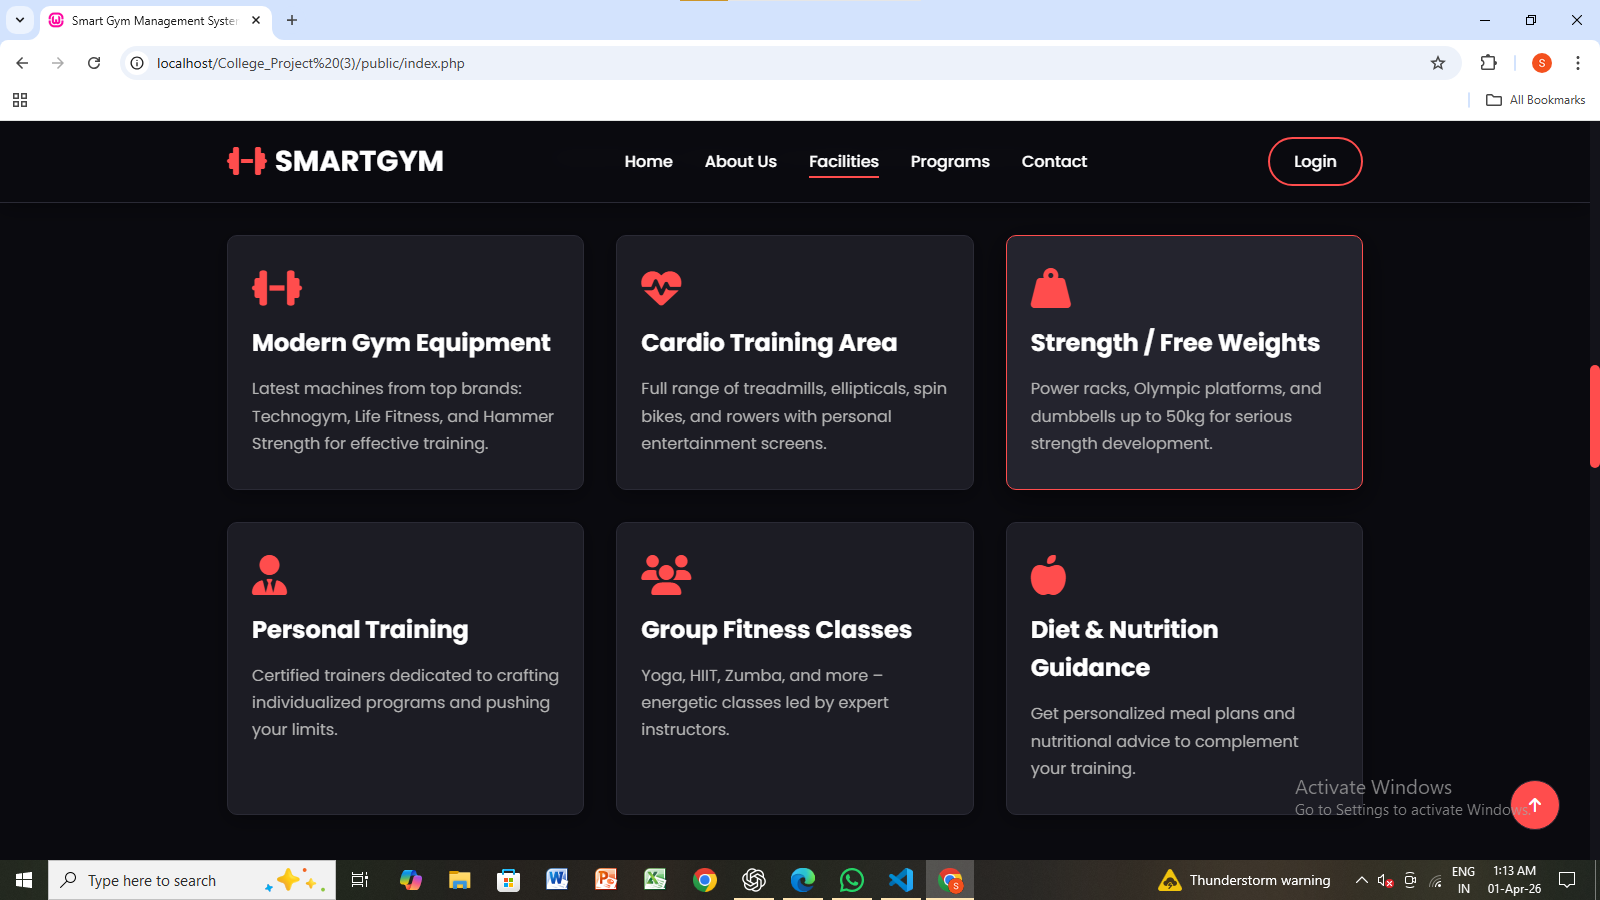 Smart Gym Management System
localhost/College_Project%20(3)/public/index.php
S
All Bookmarks
SMARTGYM
Home
About Us
Facilities
Programs
Contact
Login
Modern Gym Equipment
Latest machines from top brands:
Technogym, Life Fitness, and Hammer
Strength for effective training.
Cardio Training Area
Full range of treadmills, ellipticals, spin
bikes, and rowers with personal
entertainment screens.
Strength / Free Weights
Power racks, Olympic platforms, and
dumbbells up to 50kg for serious
strength development.
Personal Training
Certified trainers dedicated to crafting
individualized programs and pushing
your limits.
Group Fitness Classes
Yoga, HIIT, Zumba, and more –
energetic classes led by expert
instructors.
Diet & Nutrition
Guidance
Get personalized meal plans and
nutritional advice to complement
your training.
Activate Windows
Go to Settings to activate Windows.
Type here to search
Thunderstorm warning
ENG
IN
1:13 AM
01-Apr-26